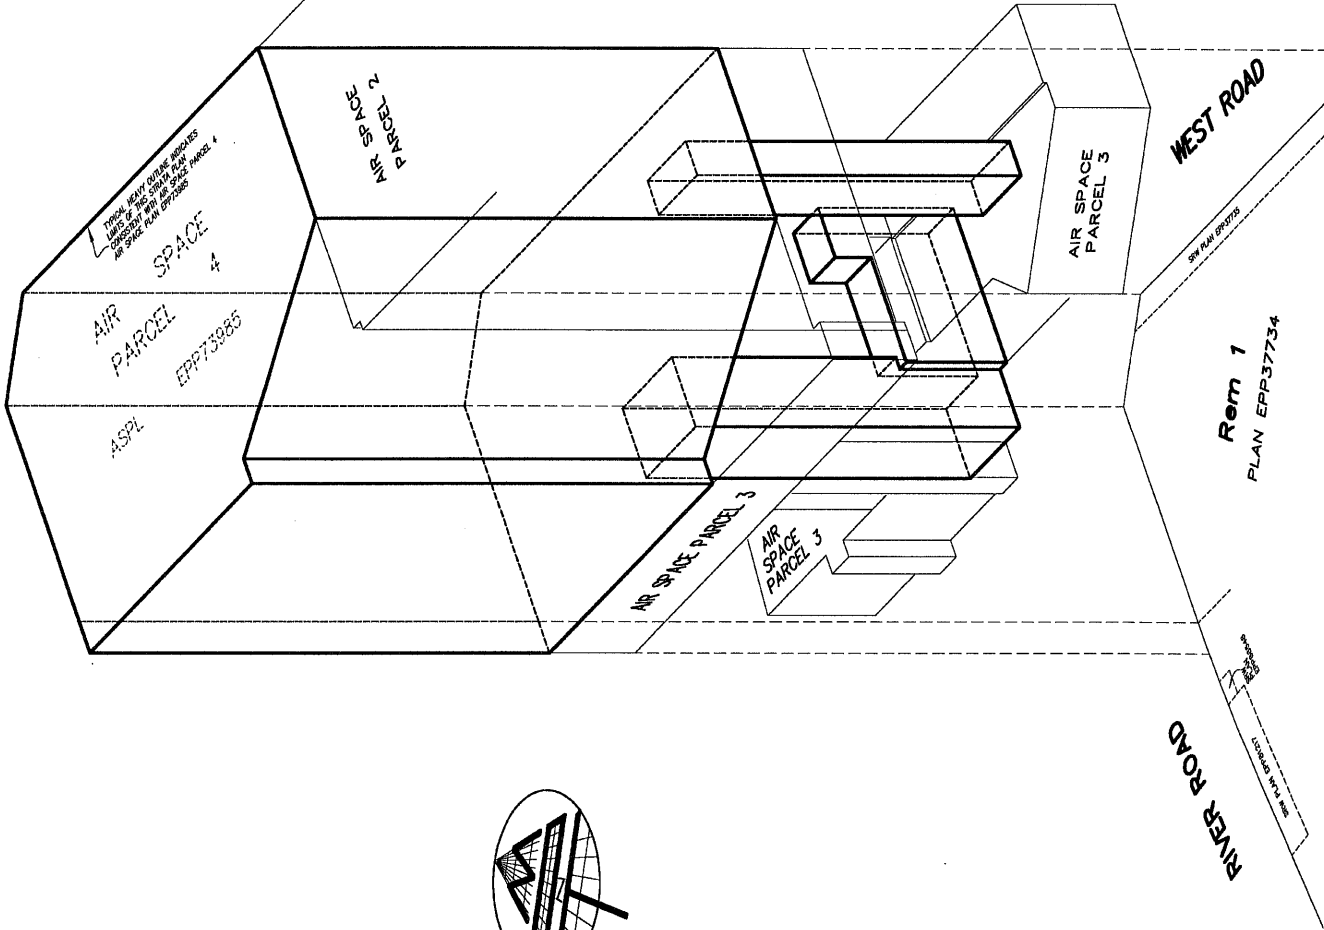 TYPICAL HEAVY OUTLINE INDICATES
LIMITS OF THIS STRATA PLAN
CONSISTENT WITH AIR SPACE PARCEL 4
AIR SPACE PLAN EPP73985
AIR SPACE
PARCEL 4
ASPL EPP73985
AIR SPACE
PARCEL 2
AIR SPACE
PARCEL 3
WEST ROAD
SRW PLAN EPP37735
Rem 1
PLAN EPP37734
AIR SPACE PARCEL 3
AIR
SPACE
PARCEL 3
RIVER ROAD